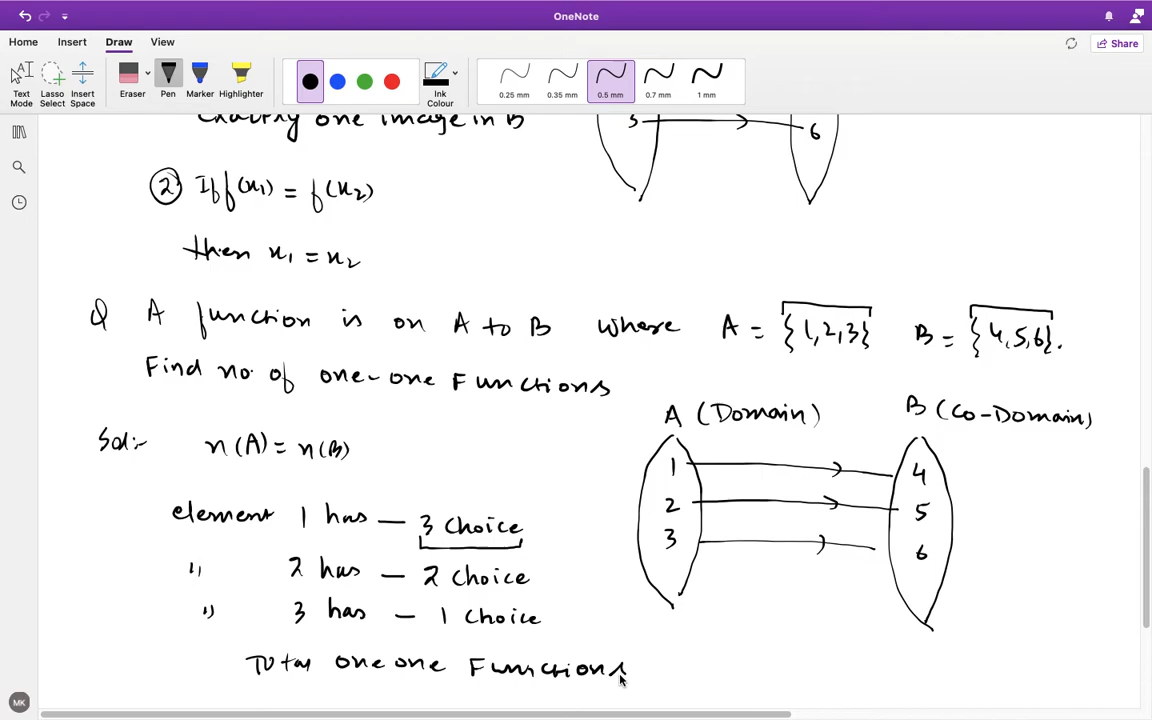 OneNote
Home Insert Draw View
Share
Text Mode
Lasso Select
Insert Space
Eraser
Pen
Marker
Highlighter
Ink Colour
0.25 mm
0.35 mm
0.5 mm
0.7 mm
1 mm
one image in B
3 6
② If f(x₁) = f(x₂)
then x₁ = x₂
Q A function is on A to B where A = {1,2,3} B = {4,5,6}.
Find no. of one-one Functions
A (Domain) B (Co-Domain)
Sol:- n(A) = n(B)
1 4
2 5
3 6
element 1 has — 3 Choice
" 2 has — 2 Choice
" 3 has — 1 Choice
Total one one Functions
MK